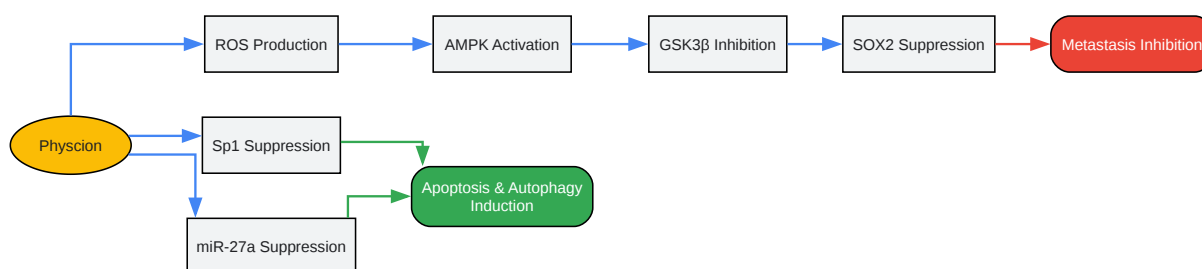 ROS Production
AMPK Activation
GSK3β Inhibition
SOX2 Suppression
Metastasis Inhibition
Physcion
Sp1 Suppression
Apoptosis & Autophagy
Induction
miR-27a Suppression